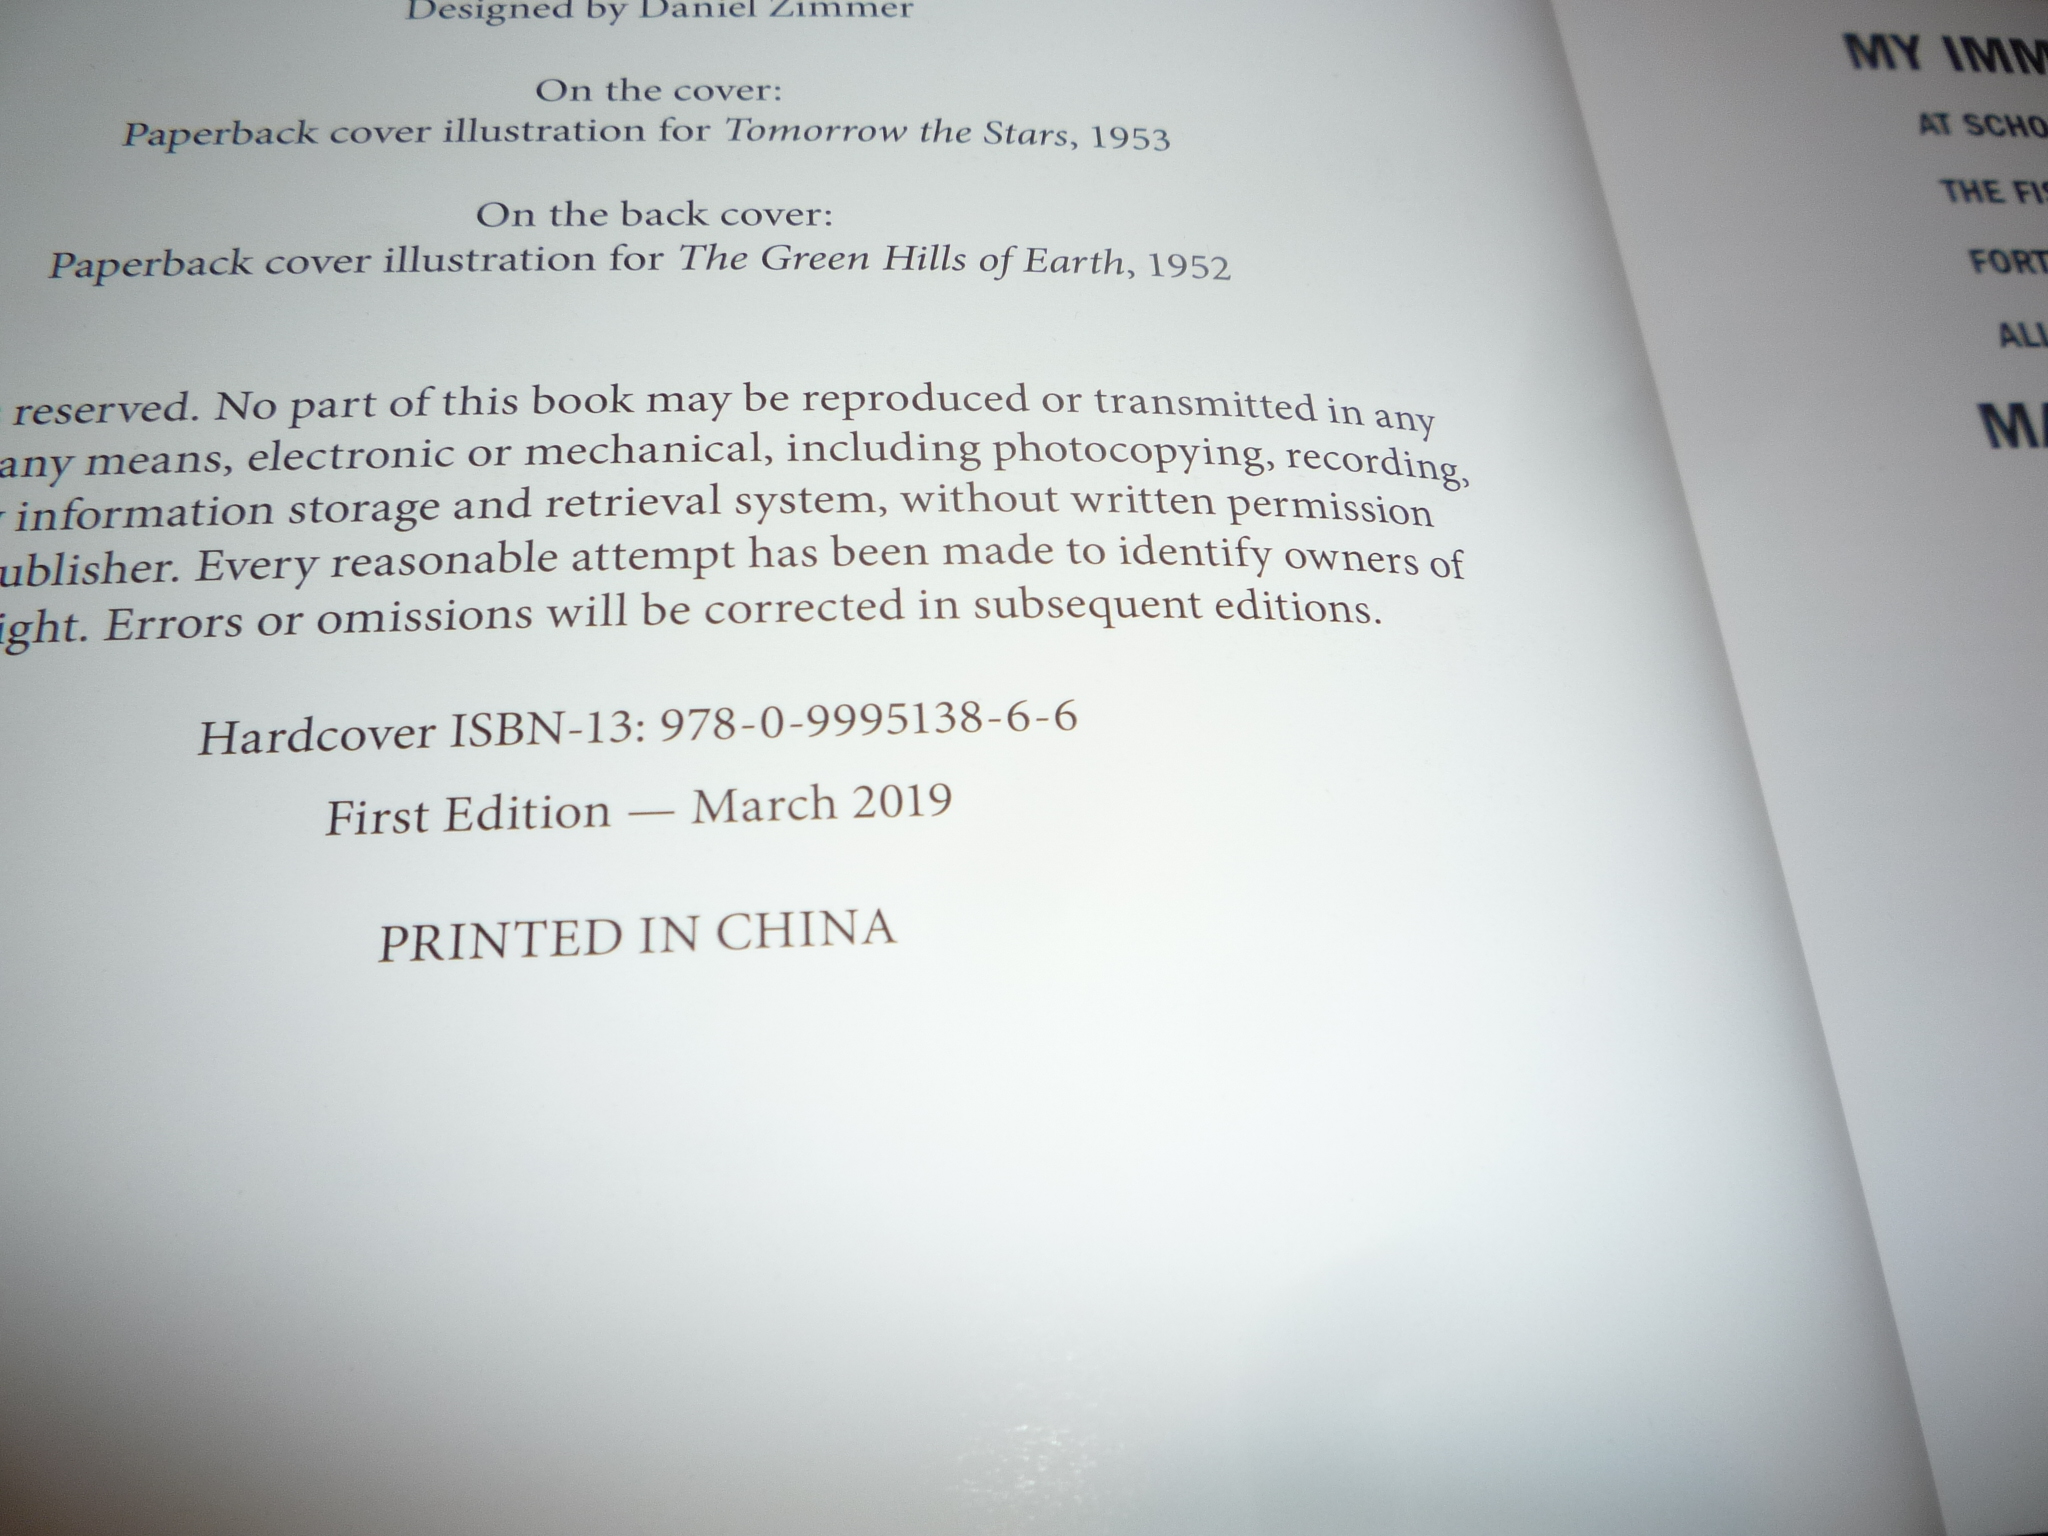 Designed by Daniel Zimmer
On the cover:
Paperback cover illustration for Tomorrow the Stars, 1953
On the back cover:
Paperback cover illustration for The Green Hills of Earth, 1952
reserved. No part of this book may be reproduced or transmitted in any
any means, electronic or mechanical, including photocopying, recording,
information storage and retrieval system, without written permission
ublisher. Every reasonable attempt has been made to identify owners of
ight. Errors or omissions will be corrected in subsequent editions.
Hardcover ISBN-13: 978-0-9995138-6-6
First Edition — March 2019
PRINTED IN CHINA
MY IMM
AT SCHO
THE FIS
FORT
ALL
MA